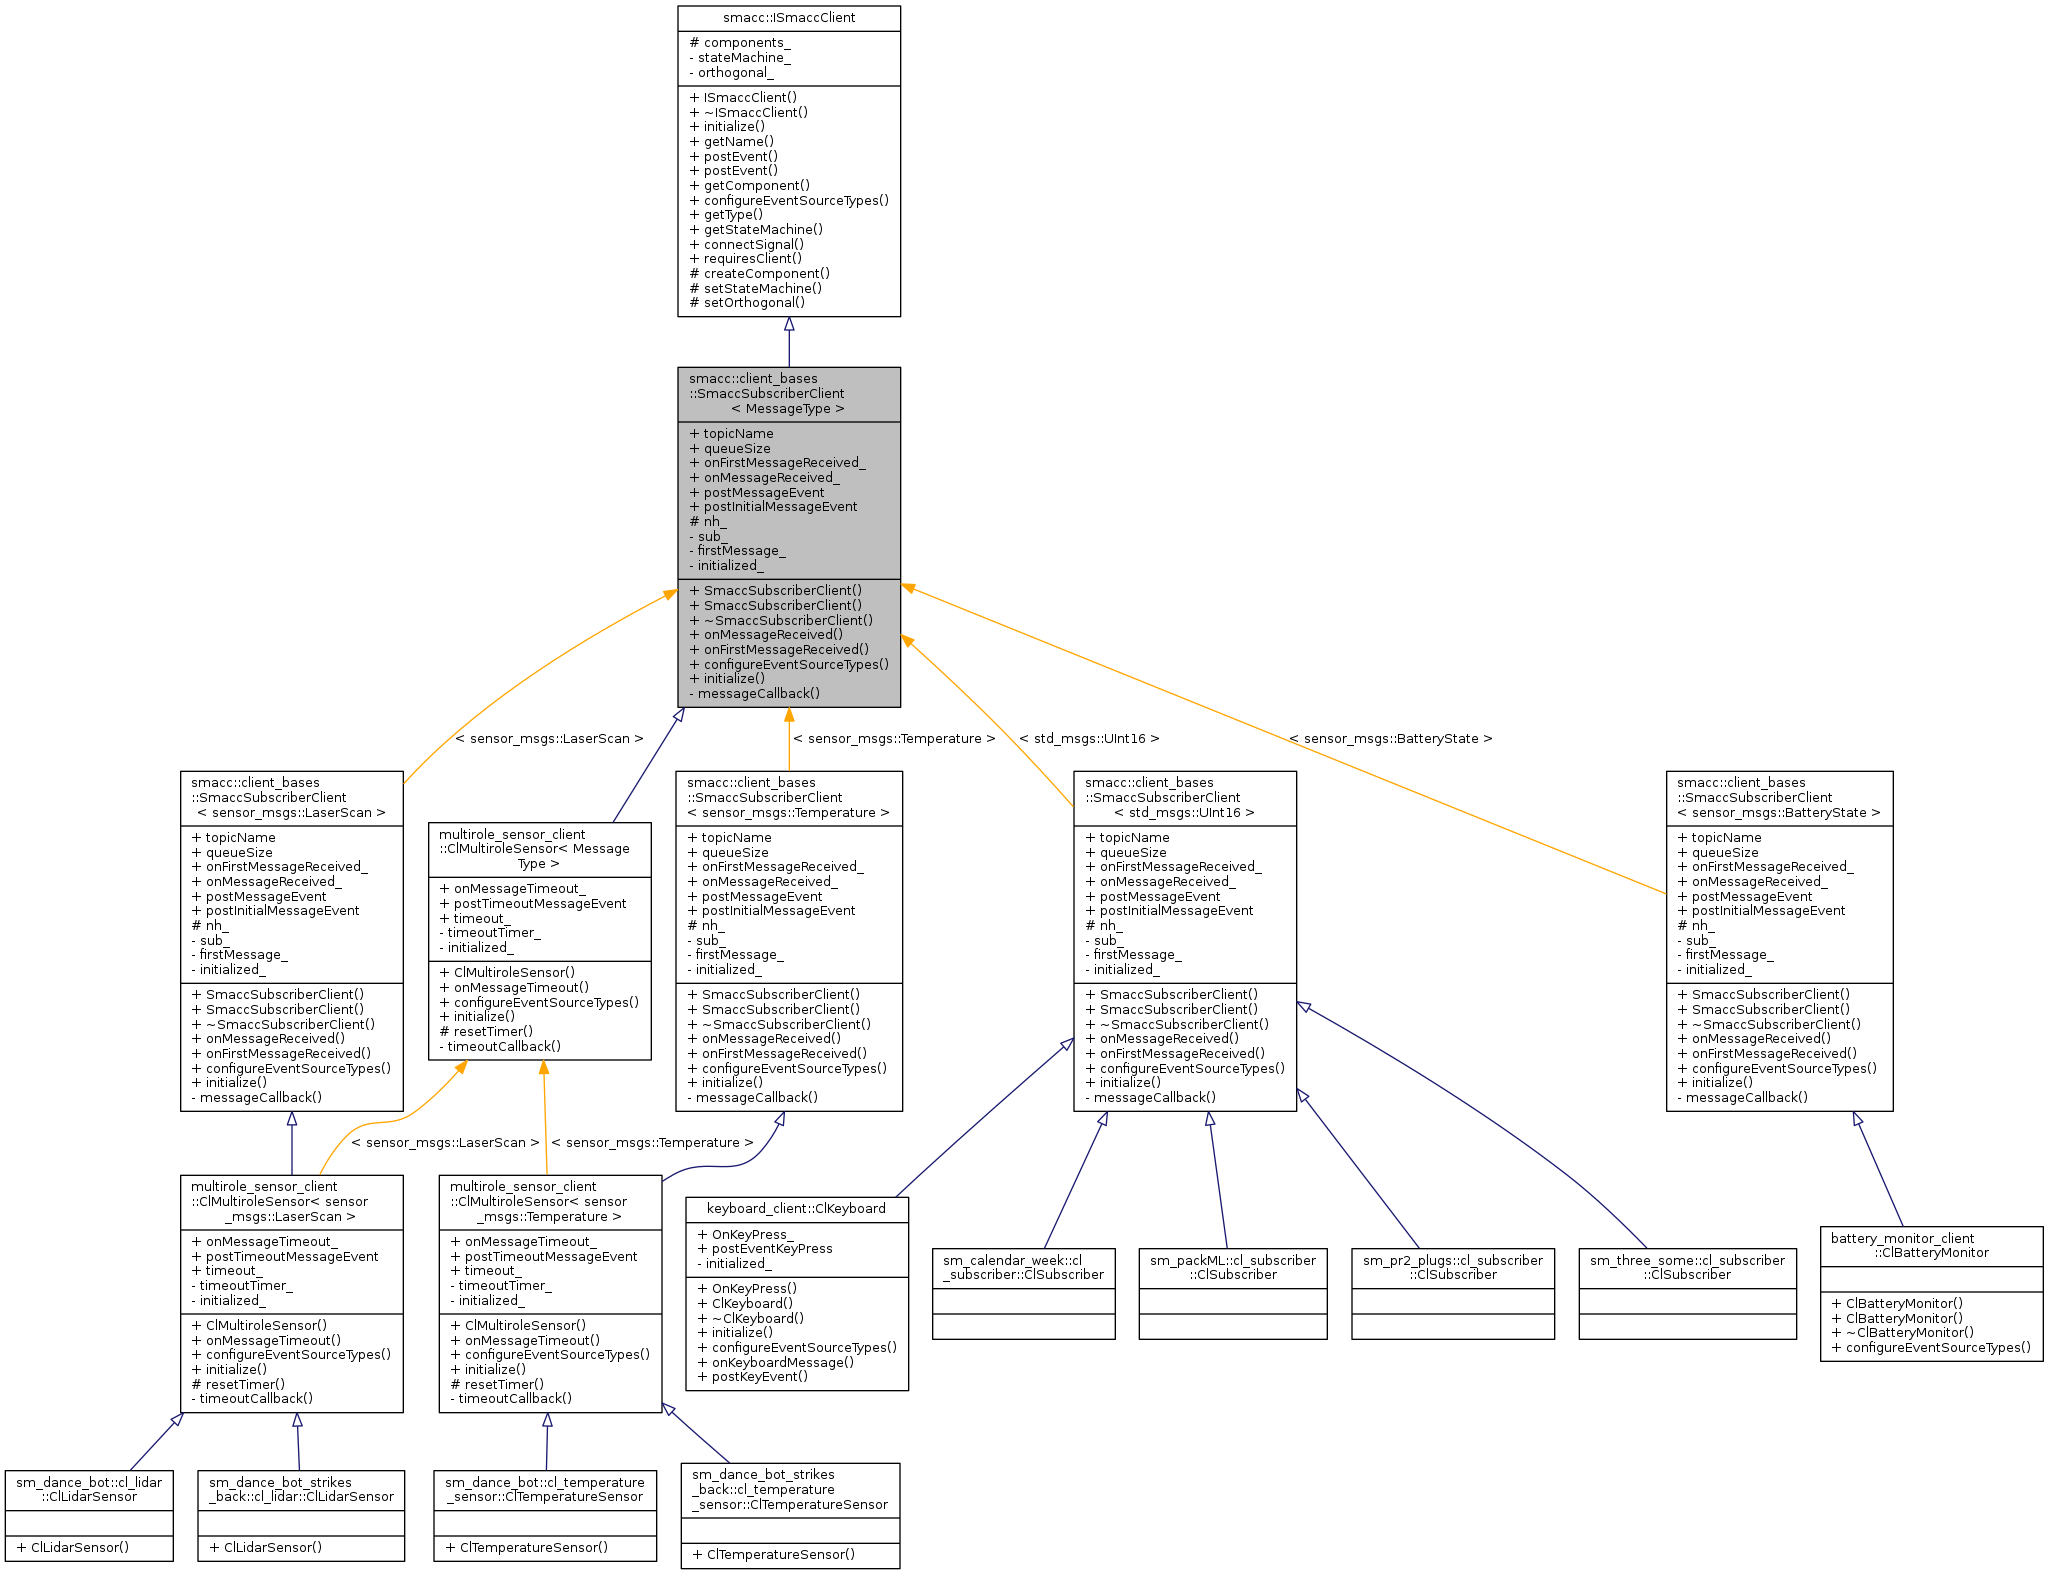 smacc::ISmaccClient
# components_
- stateMachine_
- orthogonal_
+ ISmaccClient()
+ ~ISmaccClient()
+ initialize()
+ getName()
+ postEvent()
+ postEvent()
+ getComponent()
+ configureEventSourceTypes()
+ getType()
+ getStateMachine()
+ connectSignal()
+ requiresClient()
# createComponent()
# setStateMachine()
# setOrthogonal()
smacc::client_bases
::SmaccSubscriberClient
< MessageType >
+ topicName
+ queueSize
+ onFirstMessageReceived_
+ onMessageReceived_
+ postMessageEvent
+ postInitialMessageEvent
# nh_
- sub_
- firstMessage_
- initialized_
+ SmaccSubscriberClient()
+ SmaccSubscriberClient()
+ ~SmaccSubscriberClient()
+ onMessageReceived()
+ onFirstMessageReceived()
+ configureEventSourceTypes()
+ initialize()
- messageCallback()
< sensor_msgs::LaserScan >
< sensor_msgs::Temperature >
< std_msgs::UInt16 >
< sensor_msgs::BatteryState >
smacc::client_bases
::SmaccSubscriberClient
< sensor_msgs::LaserScan >
+ topicName
+ queueSize
+ onFirstMessageReceived_
+ onMessageReceived_
+ postMessageEvent
+ postInitialMessageEvent
# nh_
- sub_
- firstMessage_
- initialized_
+ SmaccSubscriberClient()
+ SmaccSubscriberClient()
+ ~SmaccSubscriberClient()
+ onMessageReceived()
+ onFirstMessageReceived()
+ configureEventSourceTypes()
+ initialize()
- messageCallback()
multirole_sensor_client
::ClMultiroleSensor< Message
Type >
+ onMessageTimeout_
+ postTimeoutMessageEvent
+ timeout_
- timeoutTimer_
- initialized_
+ ClMultiroleSensor()
+ onMessageTimeout()
+ configureEventSourceTypes()
+ initialize()
# resetTimer()
- timeoutCallback()
smacc::client_bases
::SmaccSubscriberClient
< sensor_msgs::Temperature >
+ topicName
+ queueSize
+ onFirstMessageReceived_
+ onMessageReceived_
+ postMessageEvent
+ postInitialMessageEvent
# nh_
- sub_
- firstMessage_
- initialized_
+ SmaccSubscriberClient()
+ SmaccSubscriberClient()
+ ~SmaccSubscriberClient()
+ onMessageReceived()
+ onFirstMessageReceived()
+ configureEventSourceTypes()
+ initialize()
- messageCallback()
smacc::client_bases
::SmaccSubscriberClient
< std_msgs::UInt16 >
+ topicName
+ queueSize
+ onFirstMessageReceived_
+ onMessageReceived_
+ postMessageEvent
+ postInitialMessageEvent
# nh_
- sub_
- firstMessage_
- initialized_
+ SmaccSubscriberClient()
+ SmaccSubscriberClient()
+ ~SmaccSubscriberClient()
+ onMessageReceived()
+ onFirstMessageReceived()
+ configureEventSourceTypes()
+ initialize()
- messageCallback()
smacc::client_bases
::SmaccSubscriberClient
< sensor_msgs::BatteryState >
+ topicName
+ queueSize
+ onFirstMessageReceived_
+ onMessageReceived_
+ postMessageEvent
+ postInitialMessageEvent
# nh_
- sub_
- firstMessage_
- initialized_
+ SmaccSubscriberClient()
+ SmaccSubscriberClient()
+ ~SmaccSubscriberClient()
+ onMessageReceived()
+ onFirstMessageReceived()
+ configureEventSourceTypes()
+ initialize()
- messageCallback()
< sensor_msgs::LaserScan >
< sensor_msgs::Temperature >
multirole_sensor_client
::ClMultiroleSensor< sensor
_msgs::LaserScan >
+ onMessageTimeout_
+ postTimeoutMessageEvent
+ timeout_
- timeoutTimer_
- initialized_
+ ClMultiroleSensor()
+ onMessageTimeout()
+ configureEventSourceTypes()
+ initialize()
# resetTimer()
- timeoutCallback()
multirole_sensor_client
::ClMultiroleSensor< sensor
_msgs::Temperature >
+ onMessageTimeout_
+ postTimeoutMessageEvent
+ timeout_
- timeoutTimer_
- initialized_
+ ClMultiroleSensor()
+ onMessageTimeout()
+ configureEventSourceTypes()
+ initialize()
# resetTimer()
- timeoutCallback()
keyboard_client::ClKeyboard
+ OnKeyPress_
+ postEventKeyPress
- initialized_
+ OnKeyPress()
+ ClKeyboard()
+ ~ClKeyboard()
+ initialize()
+ configureEventSourceTypes()
+ onKeyboardMessage()
+ postKeyEvent()
sm_calendar_week::cl
_subscriber::ClSubscriber
sm_packML::cl_subscriber
::ClSubscriber
sm_pr2_plugs::cl_subscriber
::ClSubscriber
sm_three_some::cl_subscriber
::ClSubscriber
battery_monitor_client
::ClBatteryMonitor
+ ClBatteryMonitor()
+ ClBatteryMonitor()
+ ~ClBatteryMonitor()
+ configureEventSourceTypes()
sm_dance_bot::cl_lidar
::ClLidarSensor
+ ClLidarSensor()
sm_dance_bot_strikes
_back::cl_lidar::ClLidarSensor
+ ClLidarSensor()
sm_dance_bot::cl_temperature
_sensor::ClTemperatureSensor
+ ClTemperatureSensor()
sm_dance_bot_strikes
_back::cl_temperature
_sensor::ClTemperatureSensor
+ ClTemperatureSensor()